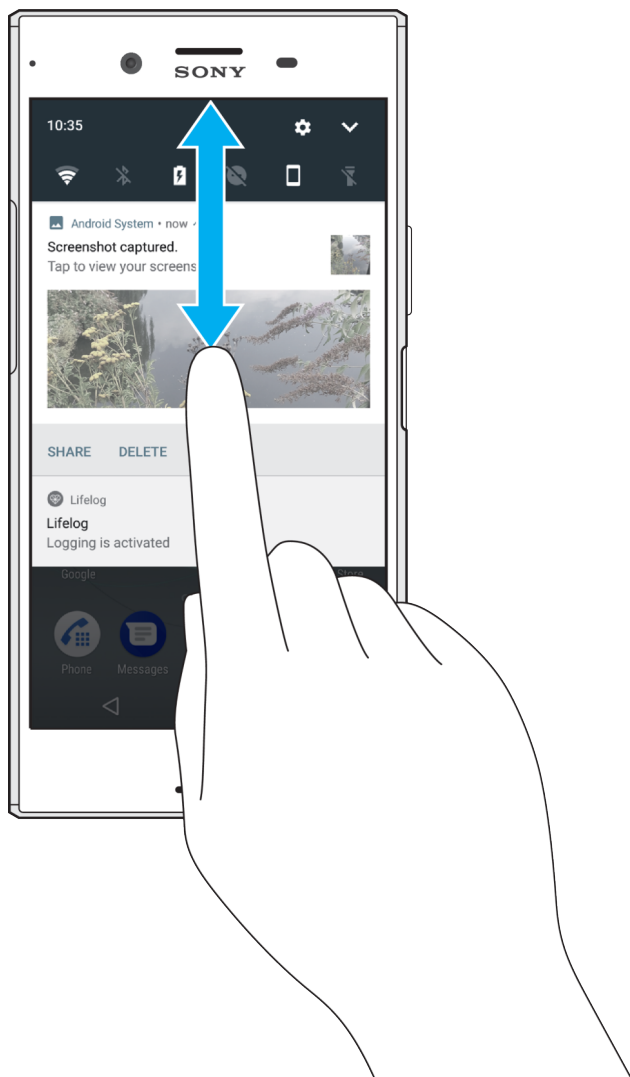 SONY
10:35
Android System • now
Screenshot captured.
Tap to view your screens
SHARE DELETE
Lifelog
Lifelog
Logging is activated
Google
Store
Phone Messages